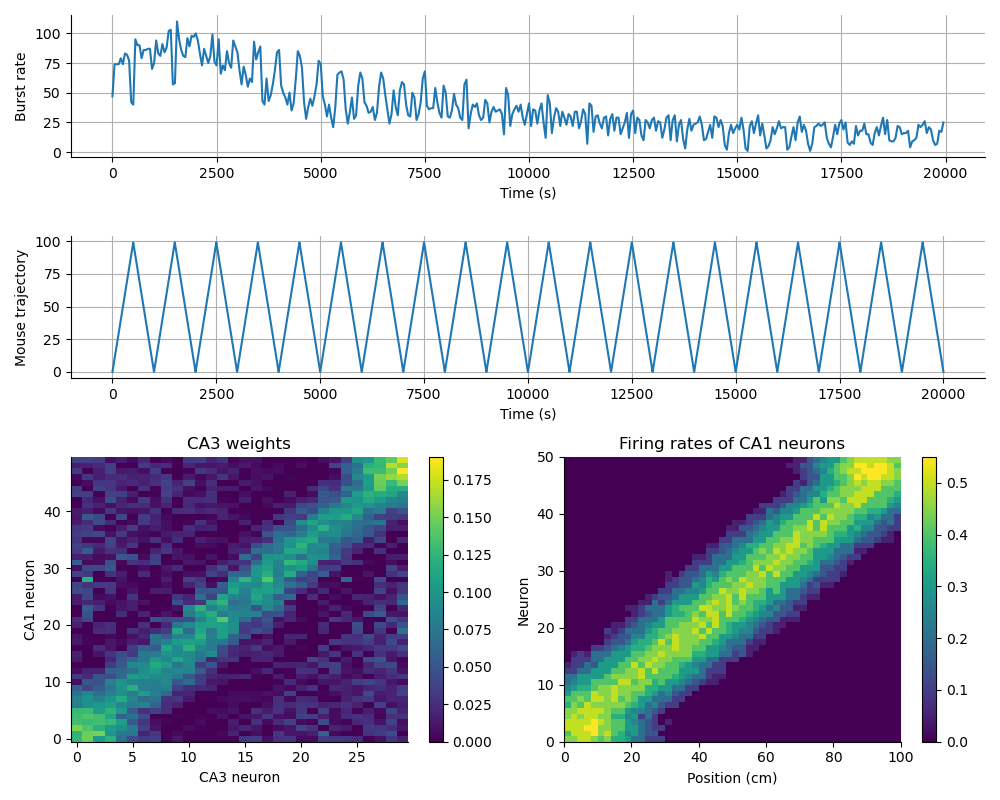 100
75
50
25
0
Burst rate
0 2500 5000 7500 10000 12500 15000 17500 20000
Time (s)
100
75
50
25
0
Mouse trajectory
0 2500 5000 7500 10000 12500 15000 17500 20000
Time (s)
CA3 weights
40
30
20
10
0
CA1 neuron
0 5 10 15 20 25
CA3 neuron
0.175
0.150
0.125
0.100
0.075
0.050
0.025
0.000
Firing rates of CA1 neurons
50
40
30
20
10
0
Neuron
0 20 40 60 80 100
Position (cm)
0.5
0.4
0.3
0.2
0.1
0.0